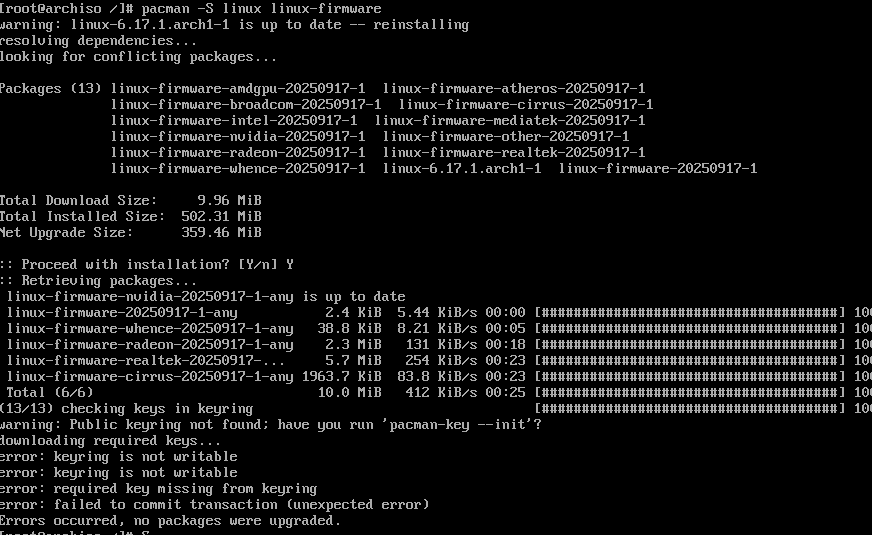 [root@archiso /]# pacman -S linux linux-firmware
warning: linux-6.17.1.arch1-1 is up to date -- reinstalling
resolving dependencies...
looking for conflicting packages...
Packages (13) linux-firmware-amdgpu-20250917-1  linux-firmware-atheros-20250917-1
linux-firmware-broadcom-20250917-1  linux-firmware-cirrus-20250917-1
linux-firmware-intel-20250917-1  linux-firmware-mediatek-20250917-1
linux-firmware-nvidia-20250917-1  linux-firmware-other-20250917-1
linux-firmware-radeon-20250917-1  linux-firmware-realtek-20250917-1
linux-firmware-whence-20250917-1  linux-6.17.1.arch1-1  linux-firmware-20250917-1
Total Download Size:     9.96 MiB
Total Installed Size:  502.31 MiB
Net Upgrade Size:      359.46 MiB
:: Proceed with installation? [Y/n] Y
:: Retrieving packages...
linux-firmware-nvidia-20250917-1-any is up to date
linux-firmware-20250917-1-any 2.4 KiB 5.44 KiB/s 00:00 [#####################################] 100
linux-firmware-whence-20250917-1-any 38.8 KiB 8.21 KiB/s 00:05 [#####################################] 100
linux-firmware-radeon-20250917-1-any 2.3 MiB 131 KiB/s 00:18 [#####################################] 100
linux-firmware-realtek-20250917-... 5.7 MiB 254 KiB/s 00:23 [#####################################] 100
linux-firmware-cirrus-20250917-1-any 1963.7 KiB 83.8 KiB/s 00:23 [#####################################] 100
Total (6/6) 10.0 MiB 412 KiB/s 00:25 [#####################################] 100
(13/13) checking keys in keyring [#####################################] 100
warning: Public keyring not found; have you run 'pacman-key --init'?
downloading required keys...
error: keyring is not writable
error: keyring is not writable
error: required key missing from keyring
error: failed to commit transaction (unexpected error)
Errors occurred, no packages were upgraded.
[root@archiso /]# S